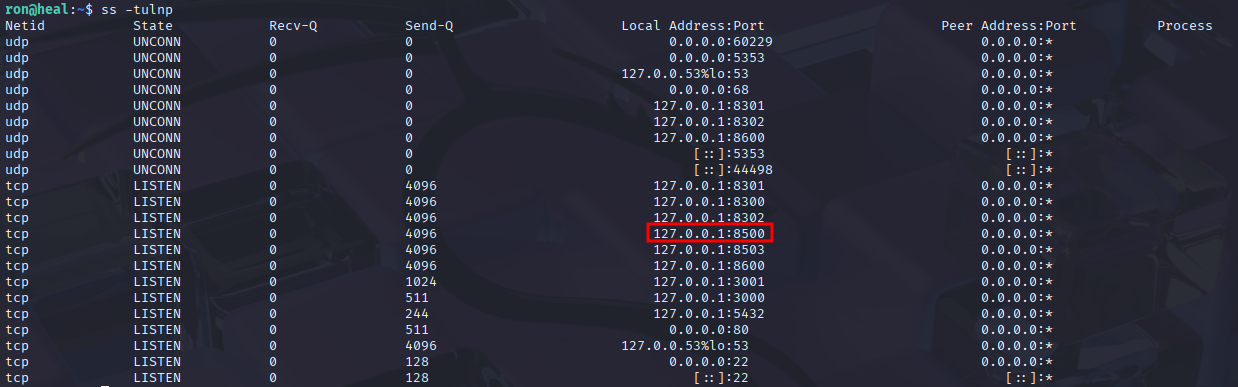 ron@heal:~$ ss -tulnp
Netid State Recv-Q Send-Q Local Address:Port Peer Address:Port Process
udp UNCONN 0 0 0.0.0.0:60229 0.0.0.0:*
udp UNCONN 0 0 0.0.0.0:5353 0.0.0.0:*
udp UNCONN 0 0 127.0.0.53%lo:53 0.0.0.0:*
udp UNCONN 0 0 0.0.0.0:68 0.0.0.0:*
udp UNCONN 0 0 127.0.0.1:8301 0.0.0.0:*
udp UNCONN 0 0 127.0.0.1:8302 0.0.0.0:*
udp UNCONN 0 0 127.0.0.1:8600 0.0.0.0:*
udp UNCONN 0 0 [::]:5353 [::]:*
udp UNCONN 0 0 [::]:44498 [::]:*
tcp LISTEN 0 4096 127.0.0.1:8301 0.0.0.0:*
tcp LISTEN 0 4096 127.0.0.1:8300 0.0.0.0:*
tcp LISTEN 0 4096 127.0.0.1:8302 0.0.0.0:*
tcp LISTEN 0 4096 127.0.0.1:8500 0.0.0.0:*
tcp LISTEN 0 4096 127.0.0.1:8503 0.0.0.0:*
tcp LISTEN 0 4096 127.0.0.1:8600 0.0.0.0:*
tcp LISTEN 0 1024 127.0.0.1:3001 0.0.0.0:*
tcp LISTEN 0 511 127.0.0.1:3000 0.0.0.0:*
tcp LISTEN 0 244 127.0.0.1:5432 0.0.0.0:*
tcp LISTEN 0 511 0.0.0.0:80 0.0.0.0:*
tcp LISTEN 0 4096 127.0.0.53%lo:53 0.0.0.0:*
tcp LISTEN 0 128 0.0.0.0:22 0.0.0.0:*
tcp LISTEN 0 128 [::]:22 [::]:*